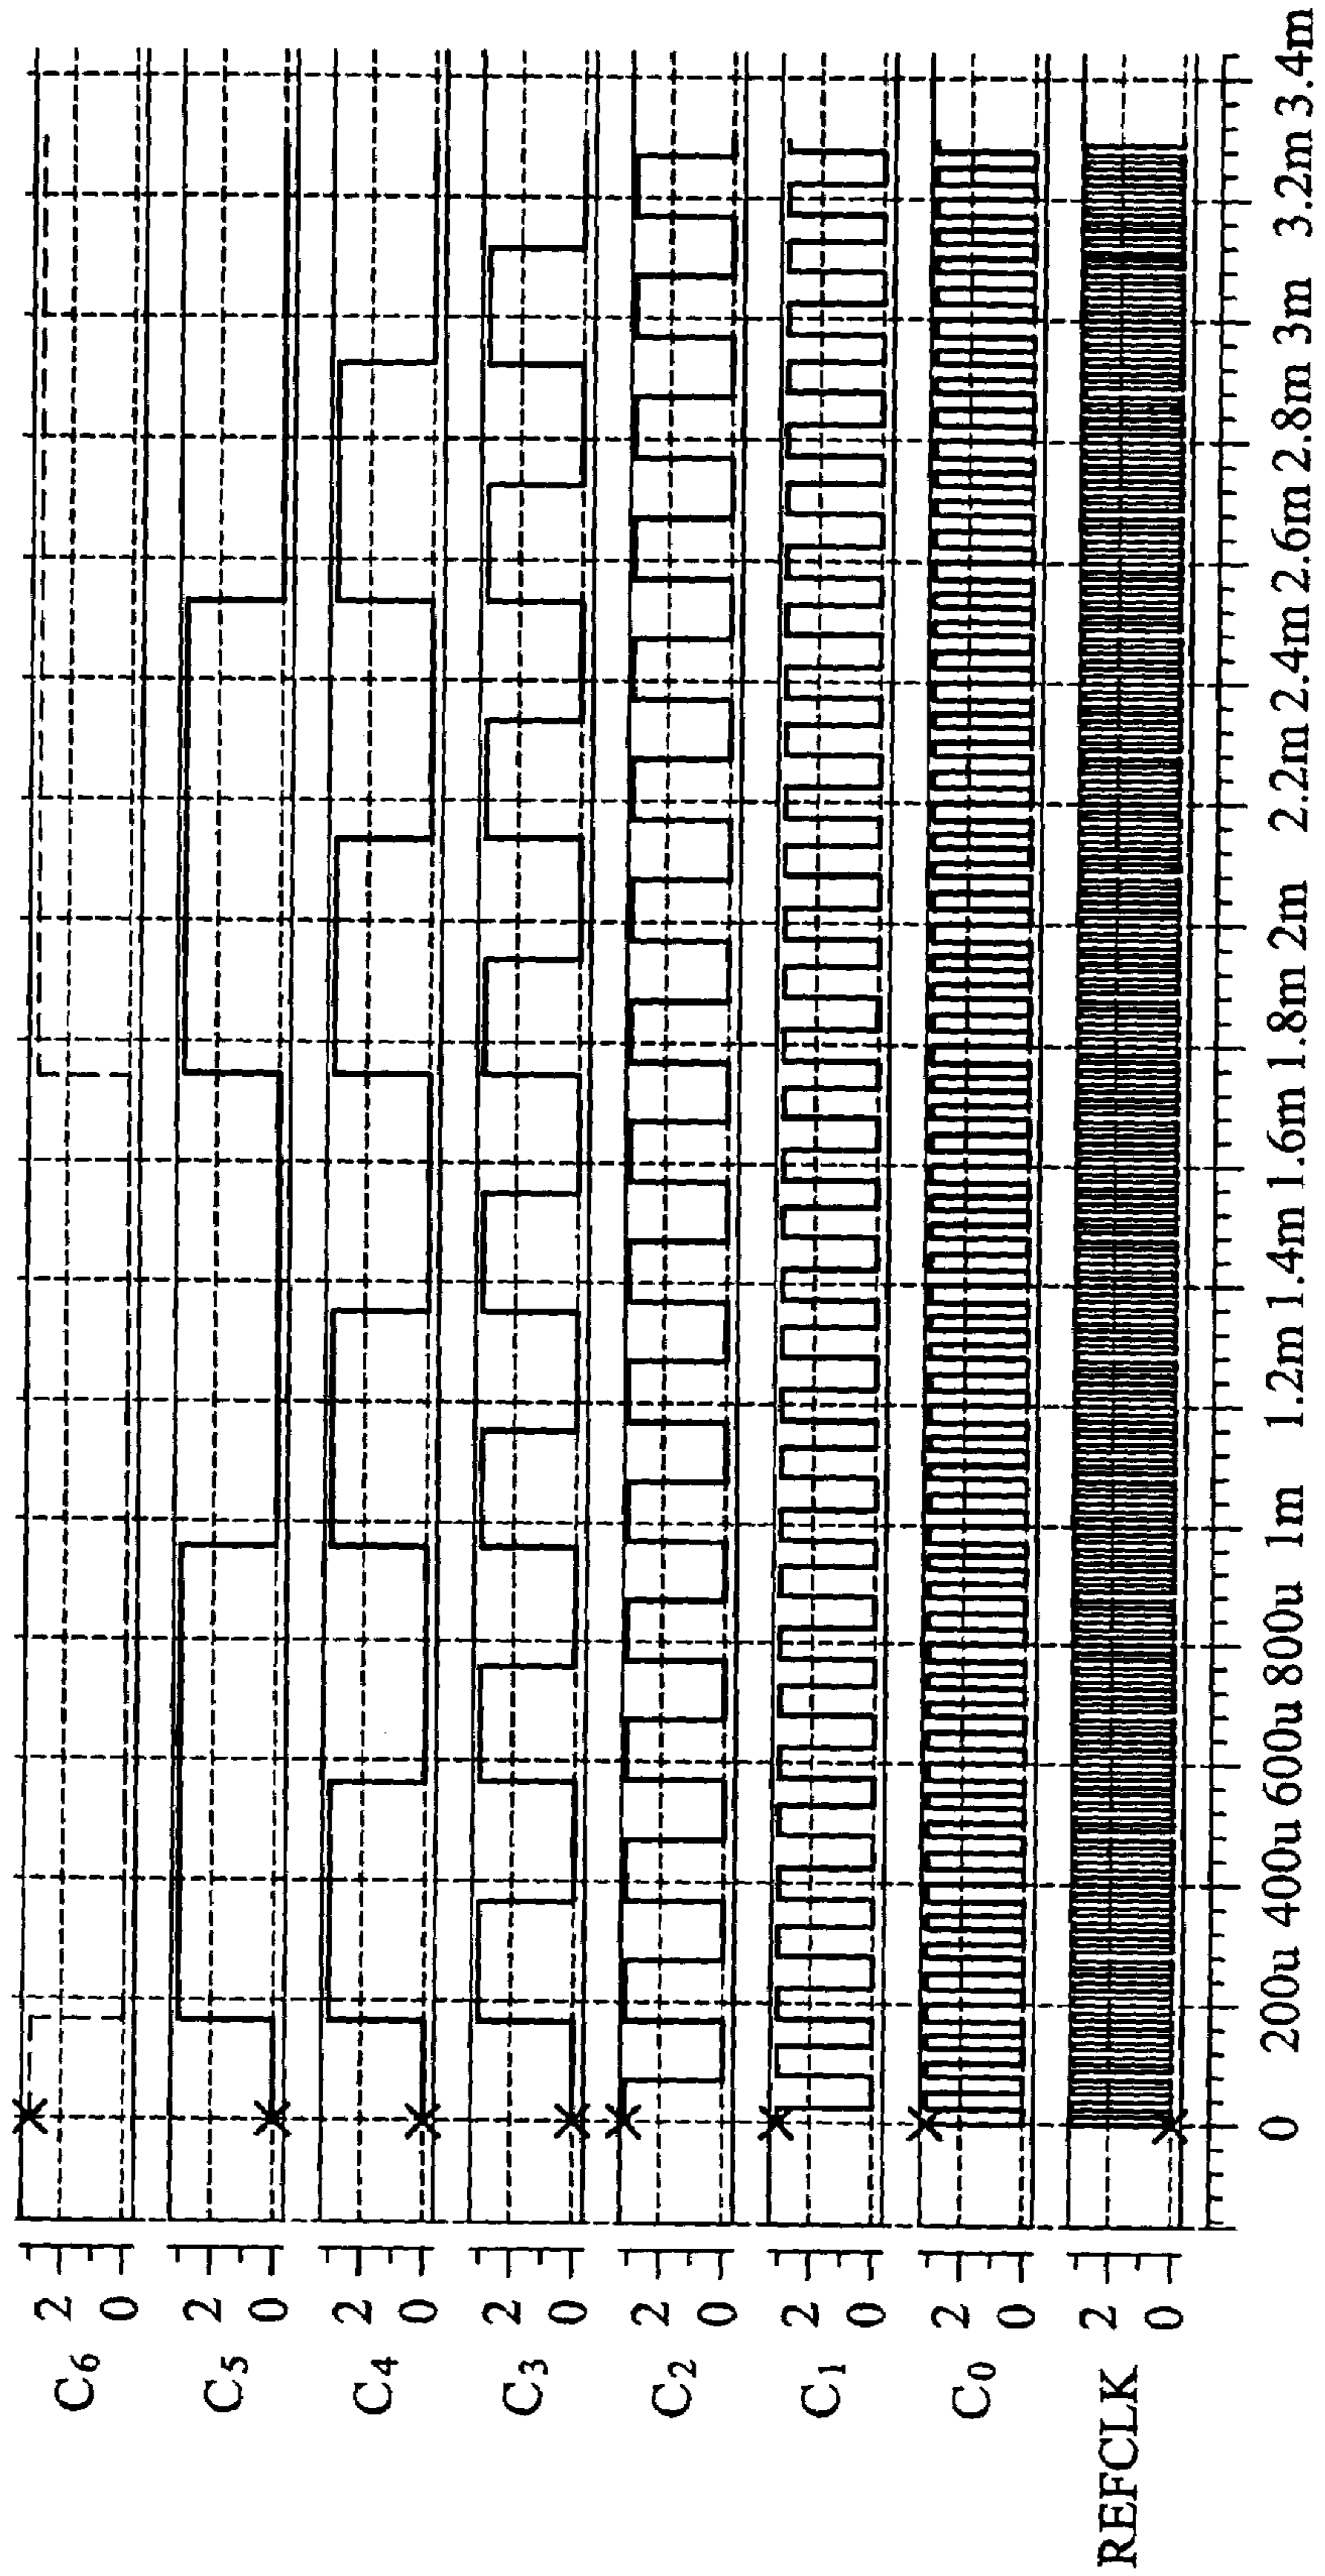 C6 2 0
C5 2 0
C4 2 0
C3 2 0
C2 2 0
C1 2 0
C0 2 0
REFCLK 2 0
0 200u 400u 600u 800u 1m 1.2m 1.4m 1.6m 1.8m 2m 2.2m 2.4m 2.6m 2.8m 3m 3.2m 3.4m